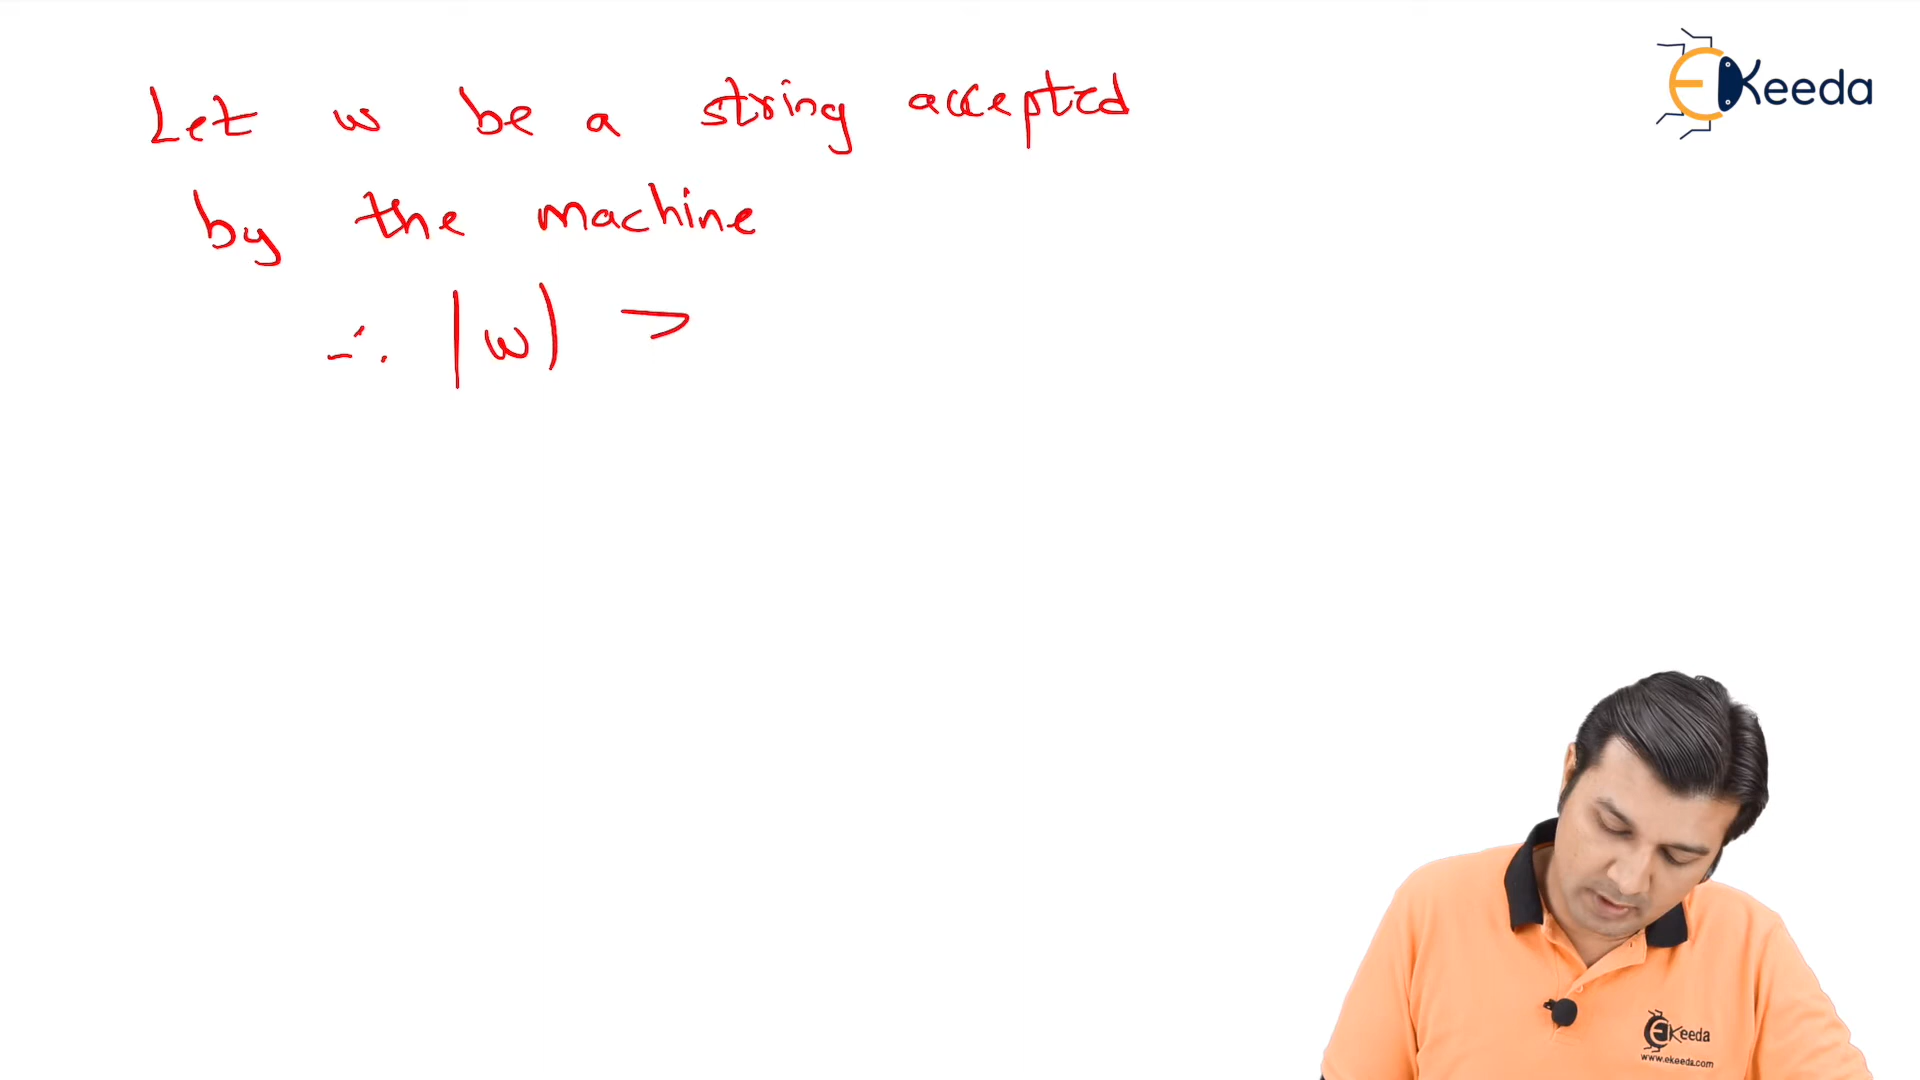 Let w be a string accepted
by the machine
∴ |w| >
EKeeda
EKeeda
www.ekeeda.com